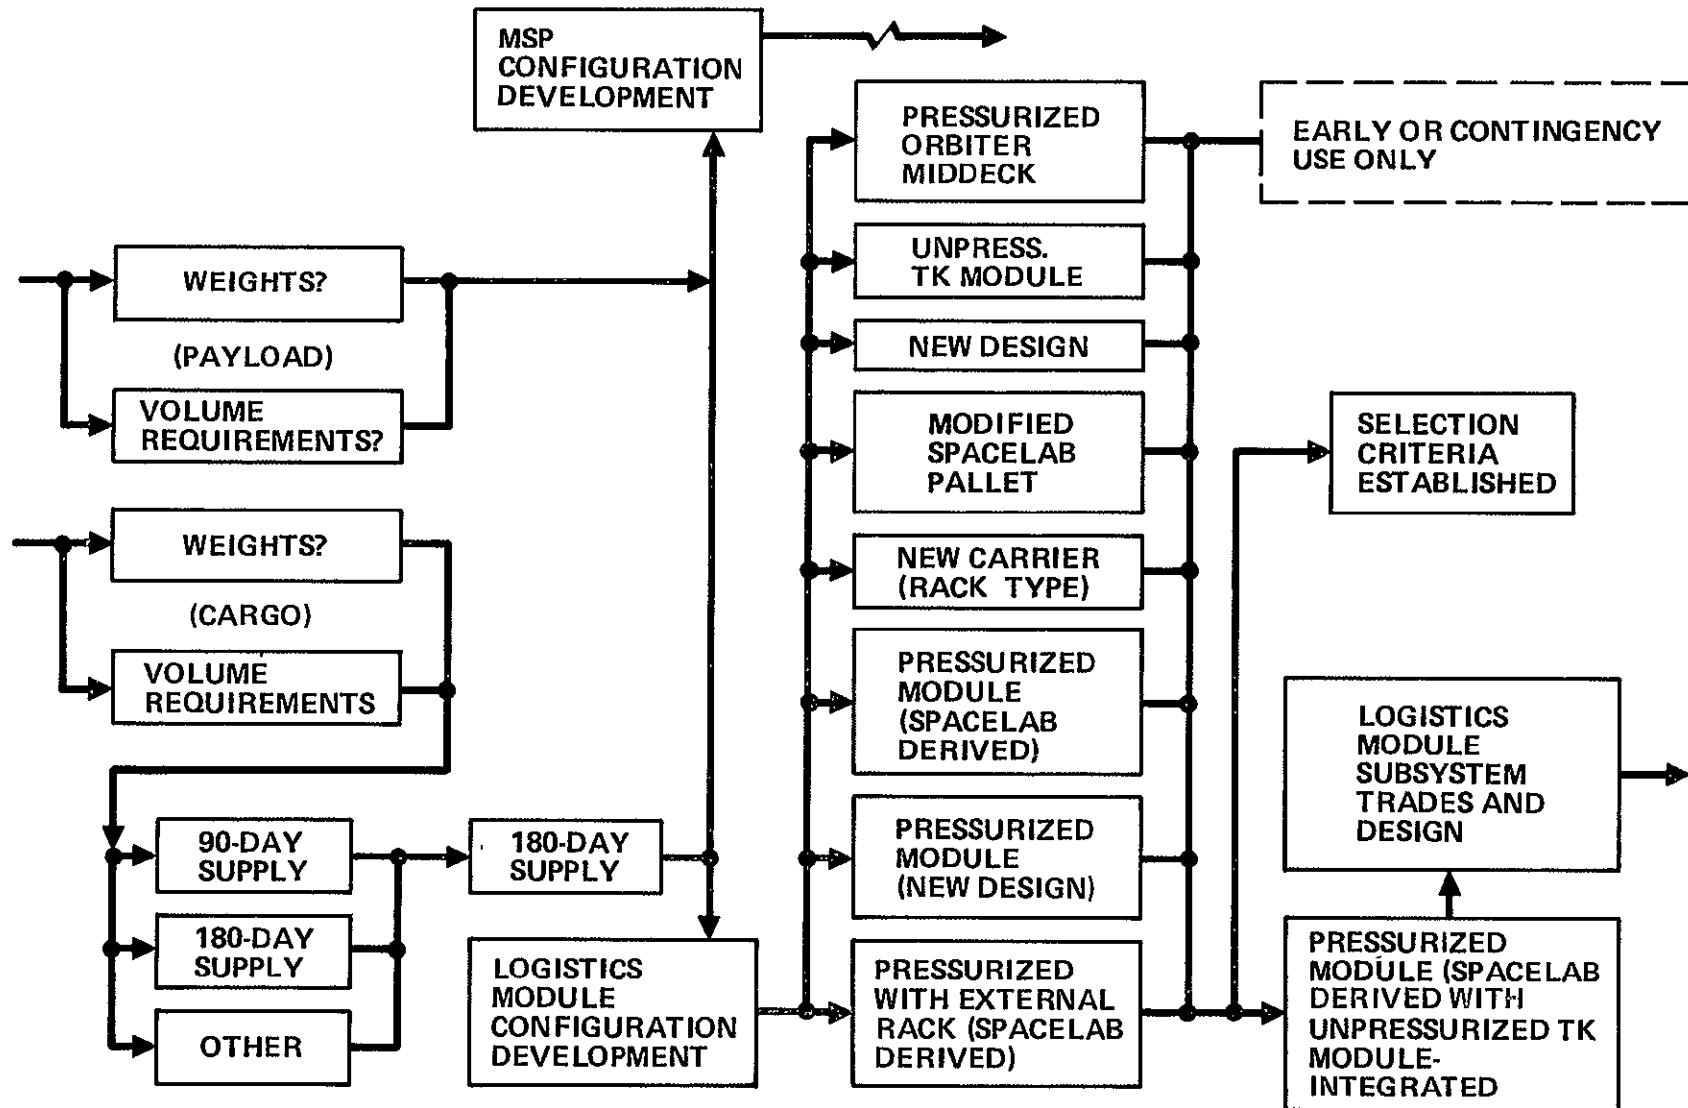 MSP
CONFIGURATION
DEVELOPMENT
PRESSURIZED
ORBITER
MIDDECK
EARLY OR CONTINGENCY
USE ONLY
WEIGHTS?
(PAYLOAD)
VOLUME
REQUIREMENTS?
UNPRESS.
TK MODULE
NEW DESIGN
MODIFIED
SPACELAB
PALLET
SELECTION
CRITERIA
ESTABLISHED
WEIGHTS?
(CARGO)
VOLUME
REQUIREMENTS
NEW CARRIER
(RACK TYPE)
PRESSURIZED
MODULE
(SPACELAB
DERIVED)
LOGISTICS
MODULE
SUBSYSTEM
TRADES AND
DESIGN
90-DAY
SUPPLY
180-DAY
SUPPLY
OTHER
180-DAY
SUPPLY
PRESSURIZED
MODULE
(NEW DESIGN)
LOGISTICS
MODULE
CONFIGURATION
DEVELOPMENT
PRESSURIZED
WITH EXTERNAL
RACK (SPACELAB
DERIVED)
PRESSURIZED
MODULE (SPACELAB
DERIVED WITH
UNPRESSURIZED TK
MODULE-
INTEGRATED